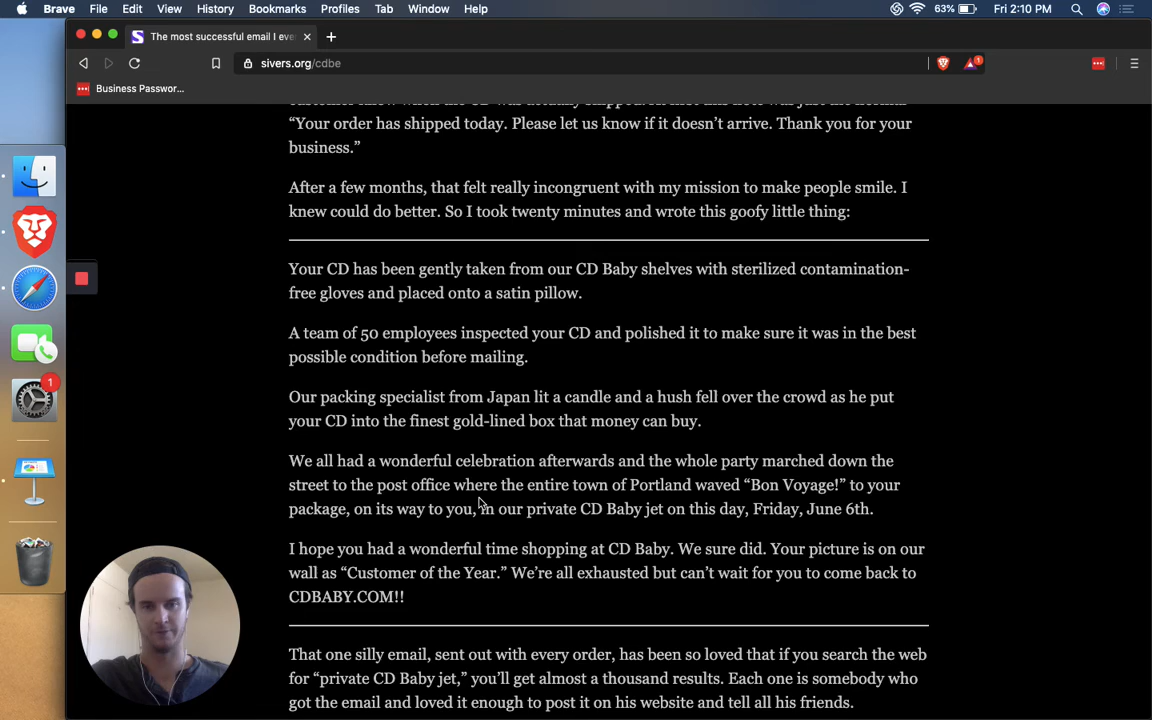 Brave File Edit View History Bookmarks Profiles Tab Window Help 63% Fri 2:10 PM
The most successful email I eve
sivers.org/cdbe
1
Business Passwor...
“Your order has shipped today. Please let us know if it doesn’t arrive. Thank you for your
business.”
After a few months, that felt really incongruent with my mission to make people smile. I
knew could do better. So I took twenty minutes and wrote this goofy little thing:
Your CD has been gently taken from our CD Baby shelves with sterilized contamination-
free gloves and placed onto a satin pillow.
A team of 50 employees inspected your CD and polished it to make sure it was in the best
possible condition before mailing.
Our packing specialist from Japan lit a candle and a hush fell over the crowd as he put
your CD into the finest gold-lined box that money can buy.
We all had a wonderful celebration afterwards and the whole party marched down the
street to the post office where the entire town of Portland waved “Bon Voyage!” to your
package, on its way to you, in our private CD Baby jet on this day, Friday, June 6th.
I hope you had a wonderful time shopping at CD Baby. We sure did. Your picture is on our
wall as “Customer of the Year.” We’re all exhausted but can’t wait for you to come back to
CDBABY.COM!!
That one silly email, sent out with every order, has been so loved that if you search the web
for “private CD Baby jet,” you’ll get almost a thousand results. Each one is somebody who
got the email and loved it enough to post it on his website and tell all his friends.
1